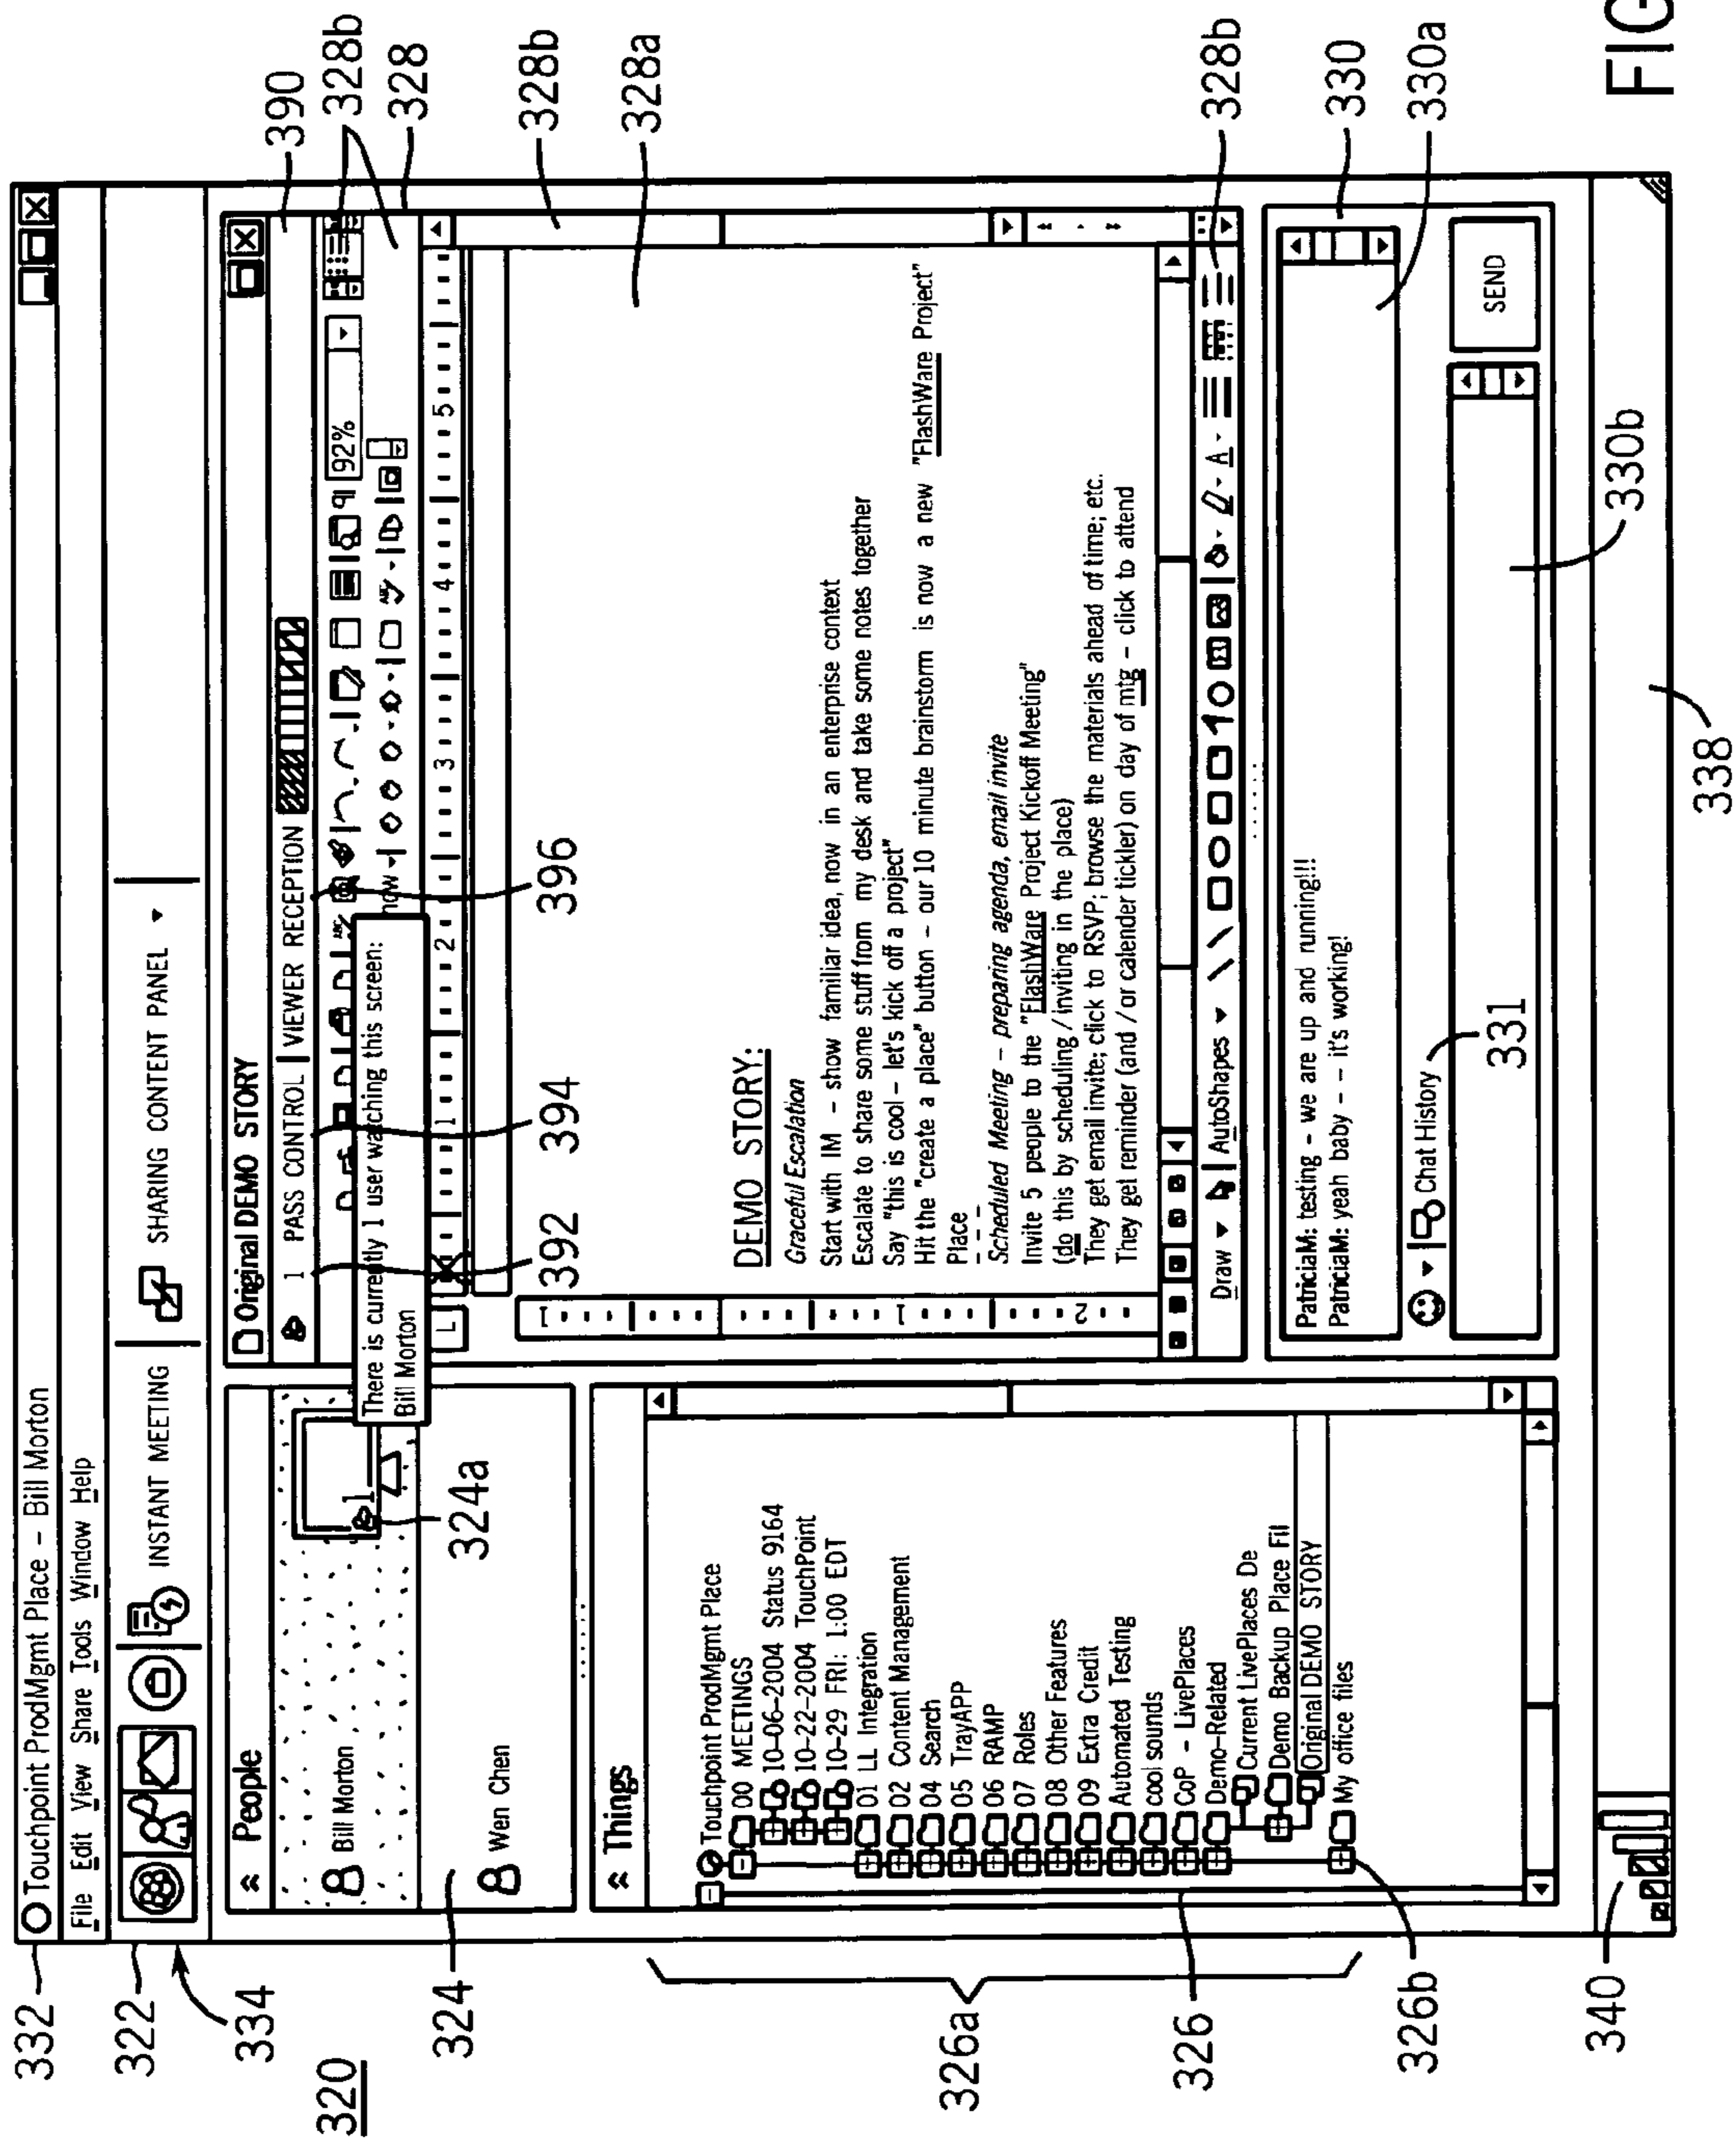 332
Touchpoint ProdMgmt Place – Bill Morton
File Edit View Share Tools Window Help
322
334
INSTANT MEETING
SHARING CONTENT PANEL ▾
320
People
Bill Morton
1
324a
Wen Chen
324
Things
Touchpoint ProdMgmt Place
00 MEETINGS
10-06-2004 Status 9164
10-22-2004 TouchPoint
10-29 FRI: 1:00 EDT
01 LL Integration
02 Content Management
04 Search
05 TrayAPP
06 RAMP
07 Roles
08 Other Features
09 Extra Credit
Automated Testing
cool sounds
CoP – LivePlaces
Demo-Related
Current LivePlaces De
Demo Backup Place Fil
Original DEMO STORY
My office files
326a
326
326b
340
Original DEMO STORY
1 PASS CONTROL | VIEWER RECEPTION
390
328b
328
92%
There is currently 1 user watching this screen:
Bill Morton
how
L
1 2 3 4 5
392
394
396
328b
328a
1
1
2
DEMO STORY:
Graceful Escalation
Start with IM – show familiar idea, now in an enterprise context
Escalate to share some stuff from my desk and take some notes together
Say "this is cool – let's kick off a project"
Hit the "create a place" button – our 10 minute brainstorm is now a new "FlashWare Project"
Place
Scheduled Meeting – preparing agenda, email invite
Invite 5 people to the "FlashWare Project Kickoff Meeting"
(do this by scheduling / inviting in the place)
They get email invite; click to RSVP; browse the materials ahead of time; etc.
They get reminder (and / or calender tickler) on day of mtg – click to attend
Draw ▾ AutoShapes ▾ A
328b
PatriciaM: testing – we are up and running!!!
PatriciaM: yeah baby – – it's working!
330
330a
Chat History
331
SEND
330b
338
FIG